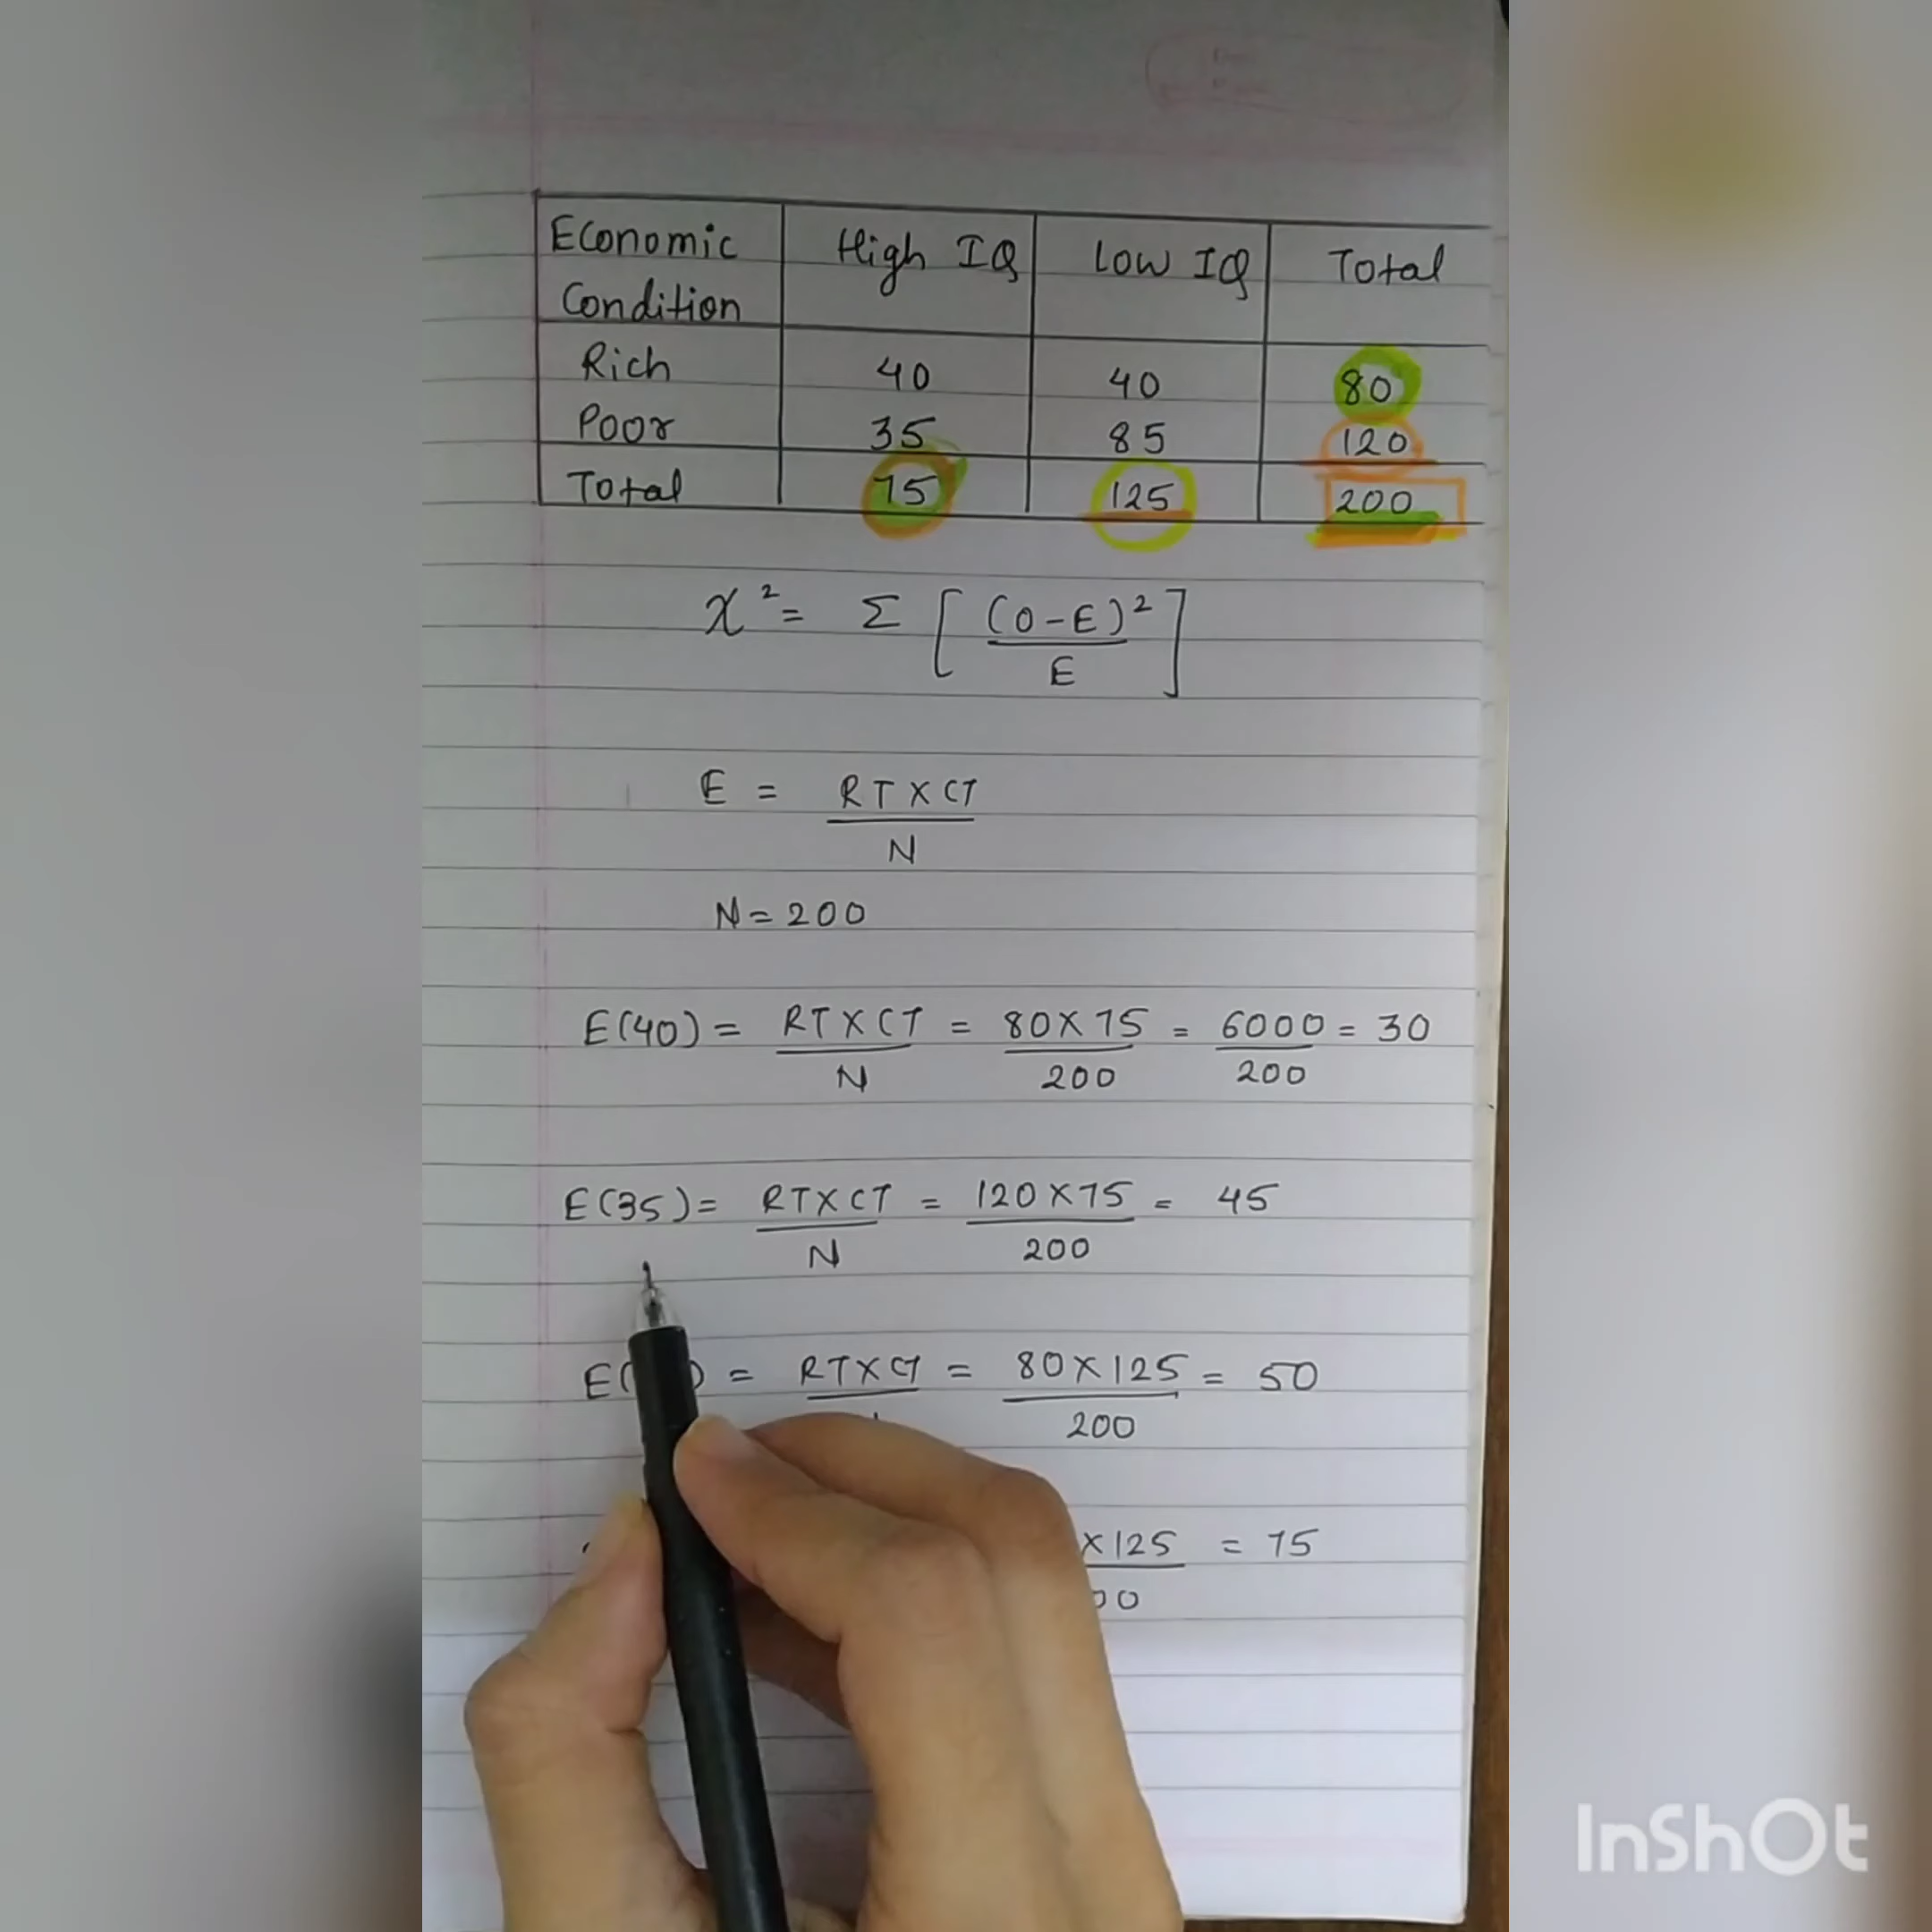 Economic Condition High IQ Low IQ Total
Rich 40 40 80
Poor 35 85 120
Total 75 125 200
χ² = Σ [ (O-E)² / E ]
E = RT X CT / N
N = 200
E(40) = RT X CT / N = 80 X 75 / 200 = 6000 / 200 = 30
E(35) = RT X CT / N = 120 X 75 / 200 = 45
E( ) = RT X CT = 80 X 125 / 200 = 50
X 125 = 75
InShOt